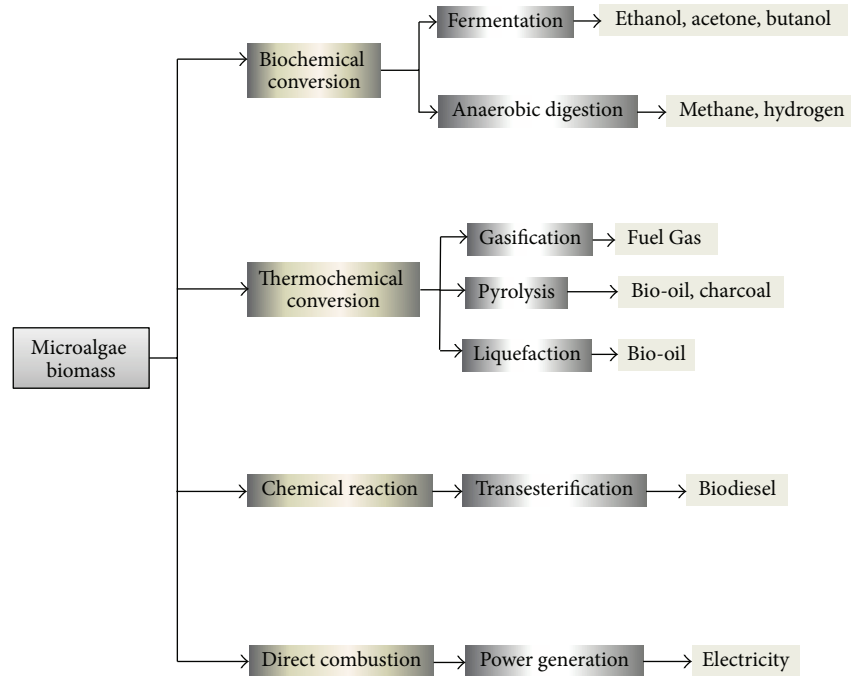 Microalgae
biomass
Biochemical
conversion
Fermentation
Ethanol, acetone, butanol
Anaerobic digestion
Methane, hydrogen
Thermochemical
conversion
Gasification
Fuel Gas
Pyrolysis
Bio-oil, charcoal
Liquefaction
Bio-oil
Chemical reaction
Transesterification
Biodiesel
Direct combustion
Power generation
Electricity